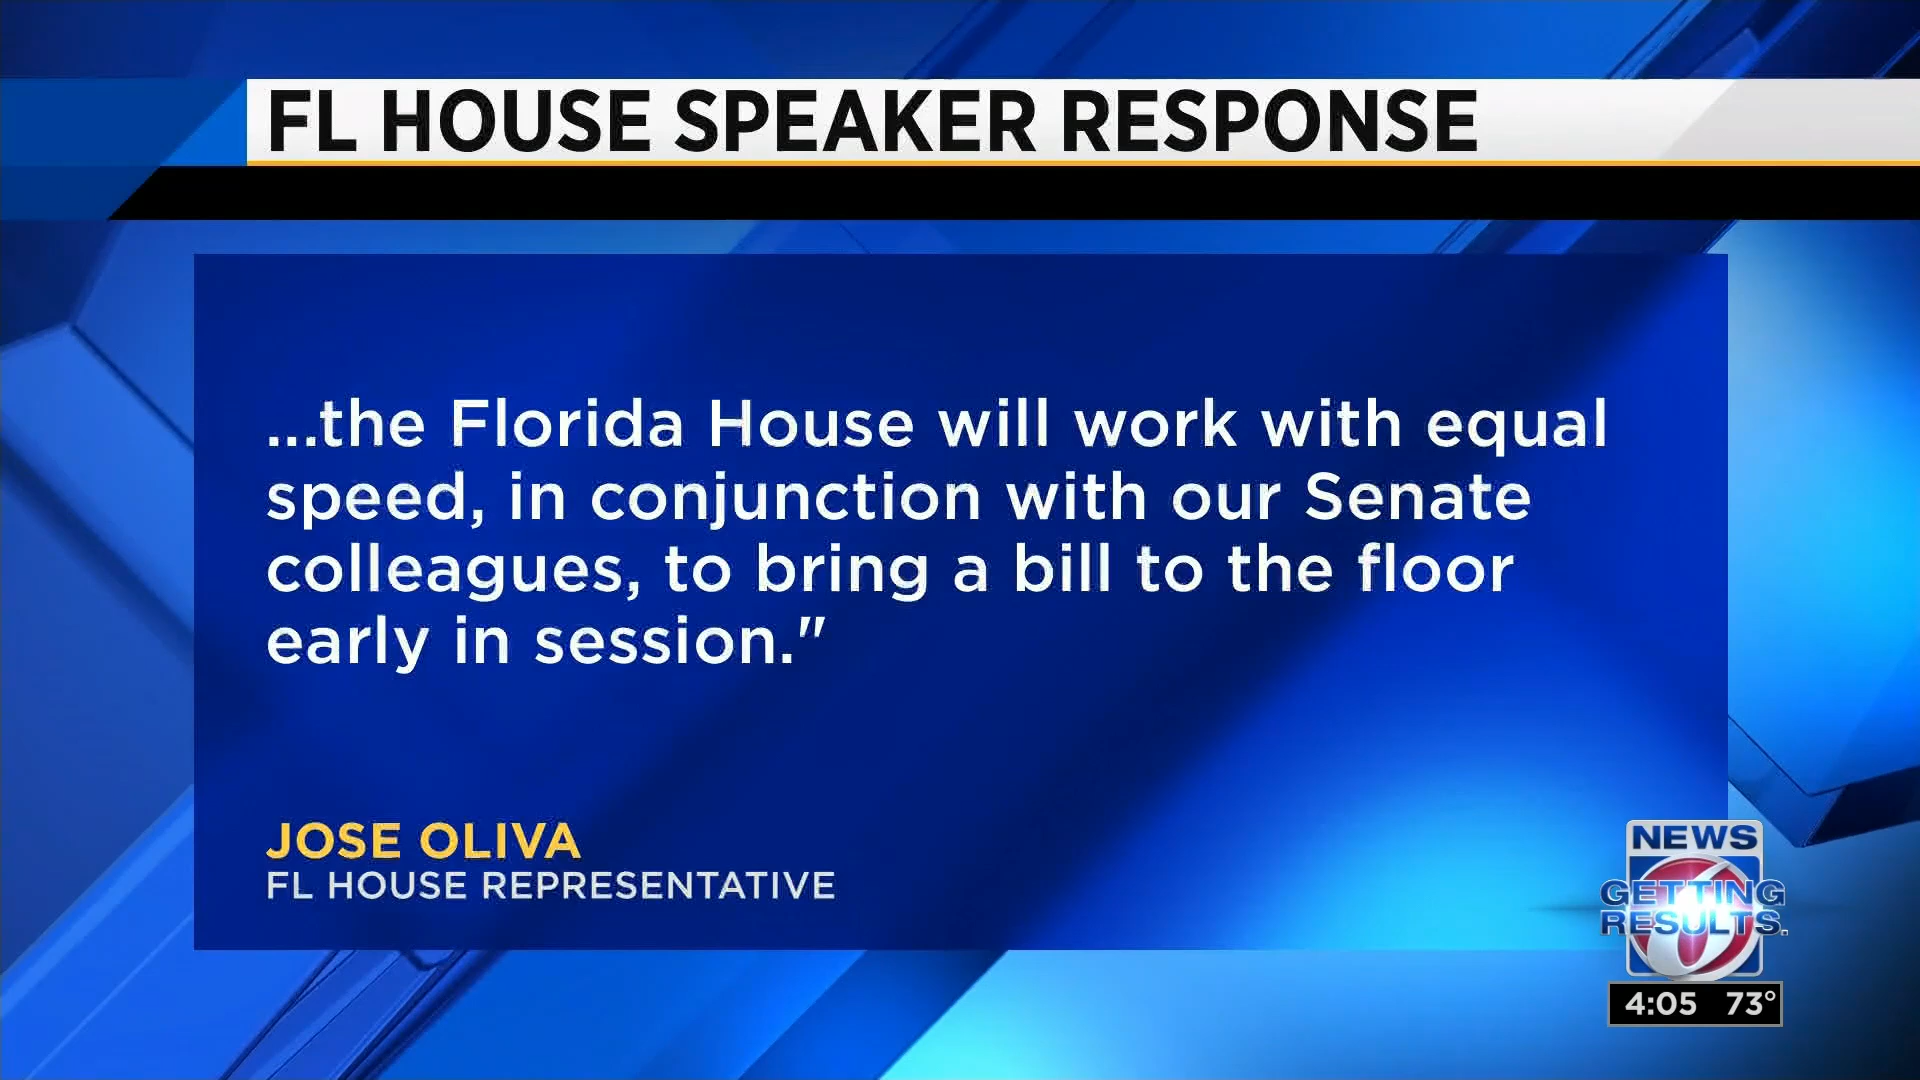 FL HOUSE SPEAKER RESPONSE
...the Florida House will work with equal
speed, in conjunction with our Senate
colleagues, to bring a bill to the floor
early in session."
JOSE OLIVA
FL HOUSE REPRESENTATIVE
NEWS
6
GETTING
RESULTS.
4:05 73°